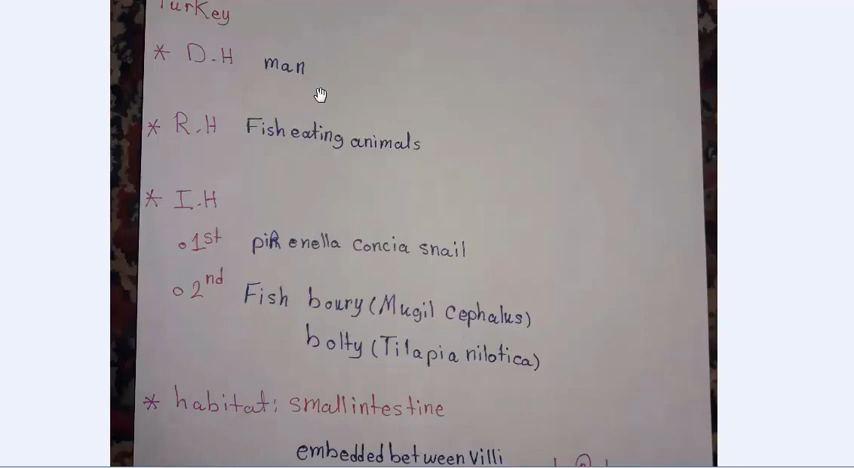 Turkey
* D.H man
* R.H Fish eating animals
* I.H
o 1st pirenella Concia snail
o 2nd Fish boury (Mugil Cephalus)
bolty (Tilapia nilotica)
* habitat: small intestine
embedded between Villi